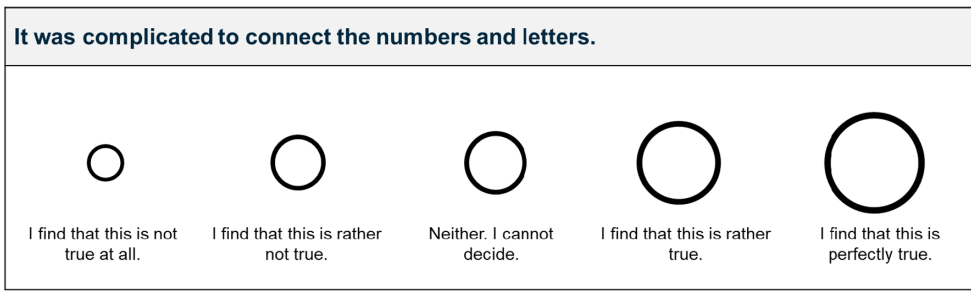 It was complicated to connect the numbers and letters.
I find that this is not
true at all.
I find that this is rather
not true.
Neither. I cannot
decide.
I find that this is rather
true.
I find that this is
perfectly true.